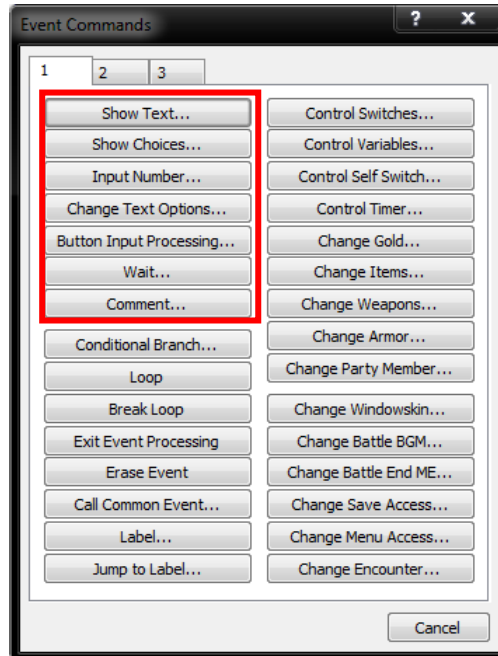 Event Commands
? x
1 2 3
Show Text...
Show Choices...
Input Number...
Change Text Options...
Button Input Processing...
Wait...
Comment...
Conditional Branch...
Loop
Break Loop
Exit Event Processing
Erase Event
Call Common Event...
Label...
Jump to Label...
Control Switches...
Control Variables...
Control Self Switch...
Control Timer...
Change Gold...
Change Items...
Change Weapons...
Change Armor...
Change Party Member...
Change Windowskin...
Change Battle BGM...
Change Battle End ME...
Change Save Access...
Change Menu Access...
Change Encounter...
Cancel